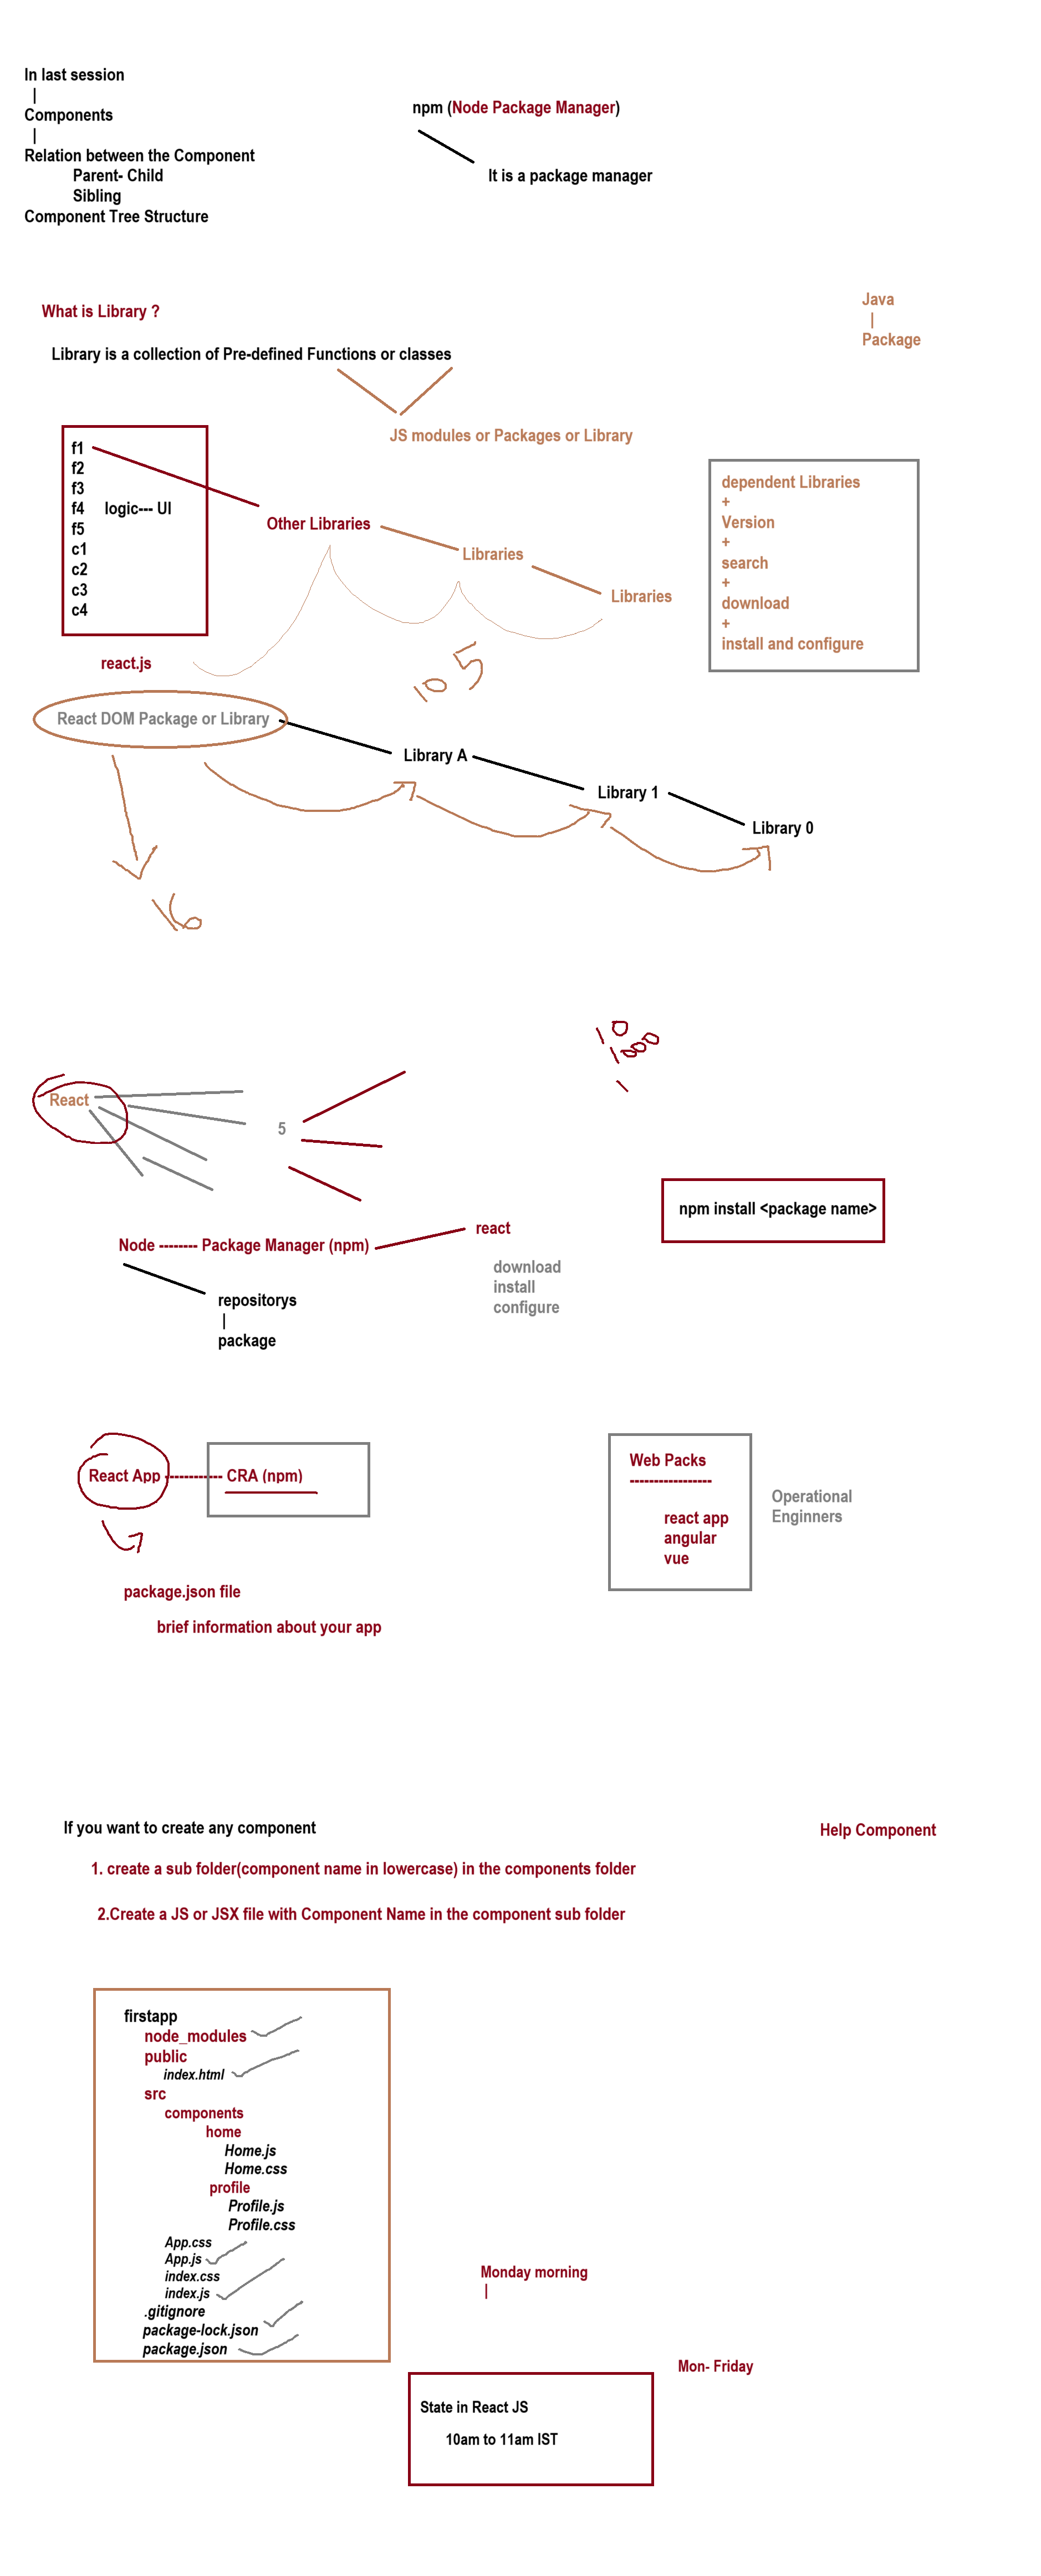 In last session
|
Components
|
Relation between the Component
Parent- Child
Sibling
Component Tree Structure
npm (Node Package Manager)
It is a package manager
What is Library ?
Java
|
Package
Library is a collection of Pre-defined Functions or classes
JS modules or Packages or Library
f1
f2
f3
f4 logic--- UI
f5
c1
c2
c3
c4
react.js
Other Libraries
Libraries
Libraries
dependent Libraries
+
Version
+
search
+
download
+
install and configure
10 5
React DOM Package or Library
Library A
Library 1
Library 0
16
10
1000
React
5
npm install <package name>
Node -------- Package Manager (npm)
react
download
install
configure
repositorys
|
package
React App ----------- CRA (npm)
package.json file
brief information about your app
Web Packs
-----------------
react app
angular
vue
Operational
Enginners
If you want to create any component
Help Component
1. create a sub folder(component name in lowercase) in the components folder
2.Create a JS or JSX file with Component Name in the component sub folder
firstapp
node_modules
public
index.html
src
components
home
Home.js
Home.css
profile
Profile.js
Profile.css
App.css
App.js
index.css
index.js
.gitignore
package-lock.json
package.json
Monday morning
|
Mon- Friday
State in React JS
10am to 11am IST